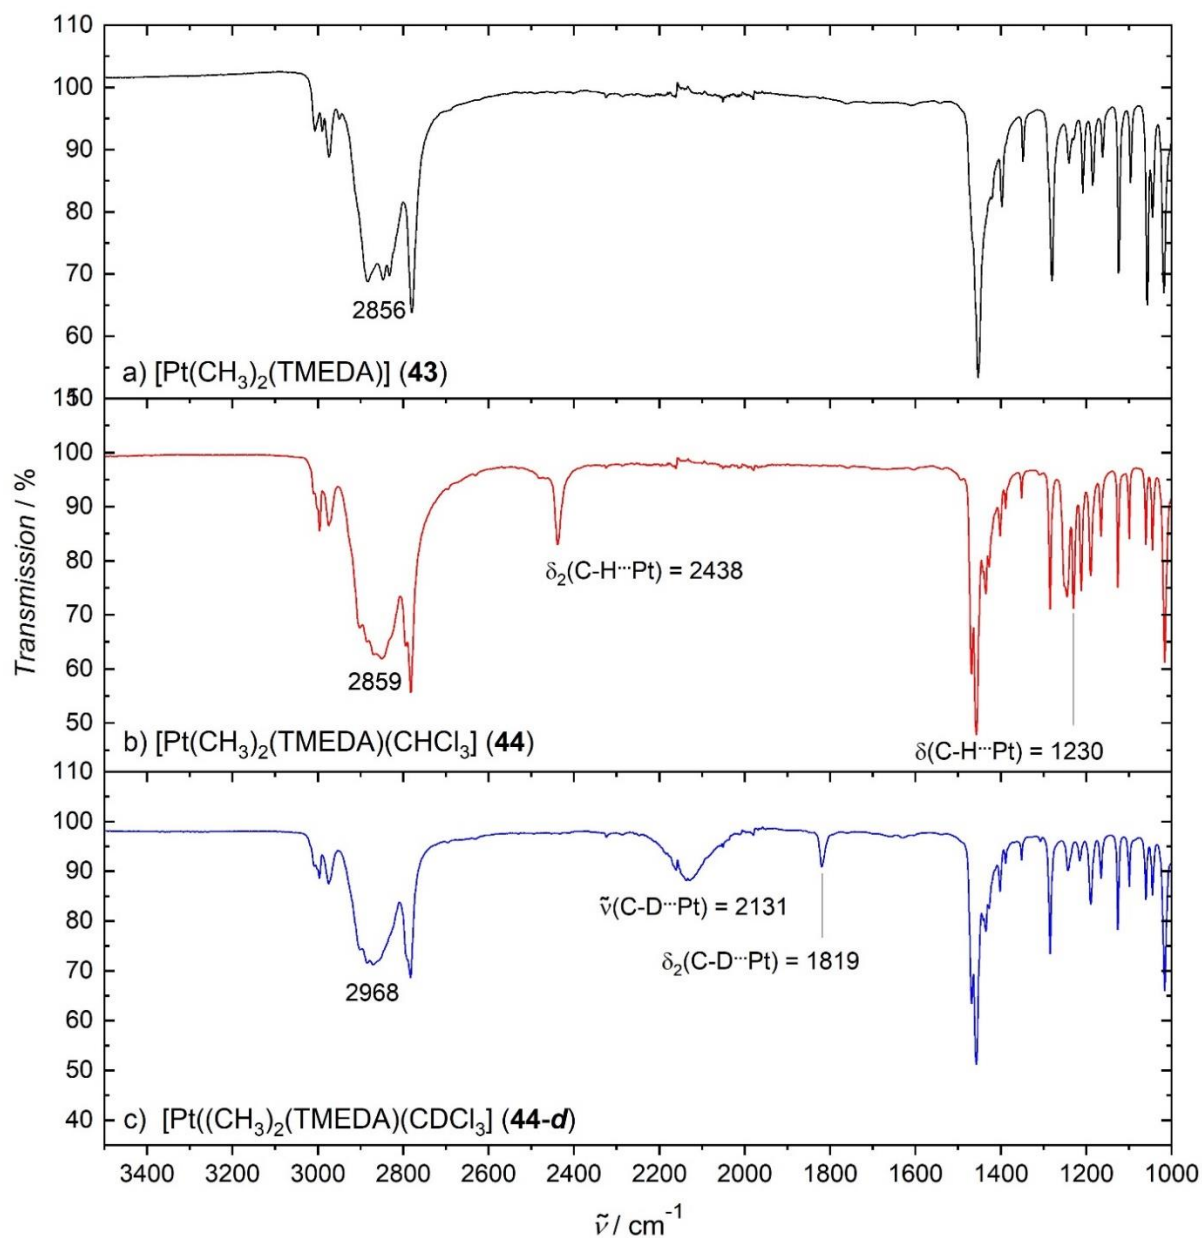 110
100
90
80
70
60
2856
a) [Pt(CH₃)₂(TMEDA)] (43)
100
90
80
70
60
50
δ₂(C-H···Pt) = 2438
2859
b) [Pt(CH₃)₂(TMEDA)(CHCl₃] (44)
δ(C-H···Pt) = 1230
110
100
90
80
70
60
50
40
ṽ(C-D···Pt) = 2131
δ₂(C-D···Pt) = 1819
2968
c) [Pt((CH₃)₂(TMEDA)(CDCl₃] (44-d)
Transmission / %
3400 3200 3000 2800 2600 2400 2200 2000 1800 1600 1400 1200 1000
ṽ / cm⁻¹